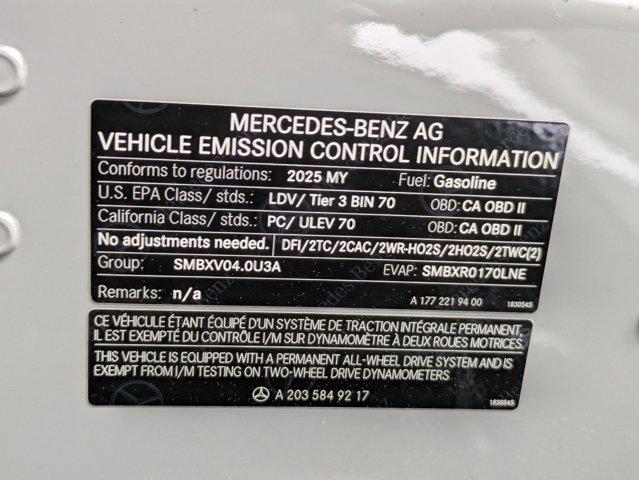 MERCEDES-BENZ AG
VEHICLE EMISSION CONTROL INFORMATION
Conforms to regulations: 2025 MY Fuel: Gasoline
U.S. EPA Class/ stds.: LDV/ Tier 3 BIN 70 OBD: CA OBD II
California Class/ stds.: PC/ ULEV 70 OBD: CA OBD II
No adjustments needed. DFI/2TC/2CAC/2WR-HO2S/2HO2S/2TWC(2)
Group: SMBXV04.0U3A EVAP: SMBXR0170LNE
Remarks: n/a A 177 221 94 00 1830545
CE VÉHICULE ÉTANT ÉQUIPÉ D'UN SYSTÈME DE TRACTION INTÉGRALE PERMANENT,
IL EST EXEMPTÉ DU CONTRÔLE I/M SUR DYNAMOMÈTRE À DEUX ROUES MOTRICES.
THIS VEHICLE IS EQUIPPED WITH A PERMANENT ALL-WHEEL DRIVE SYSTEM AND IS
EXEMPT FROM I/M TESTING ON TWO-WHEEL DRIVE DYNAMOMETERS
A 203 584 92 17 1830545